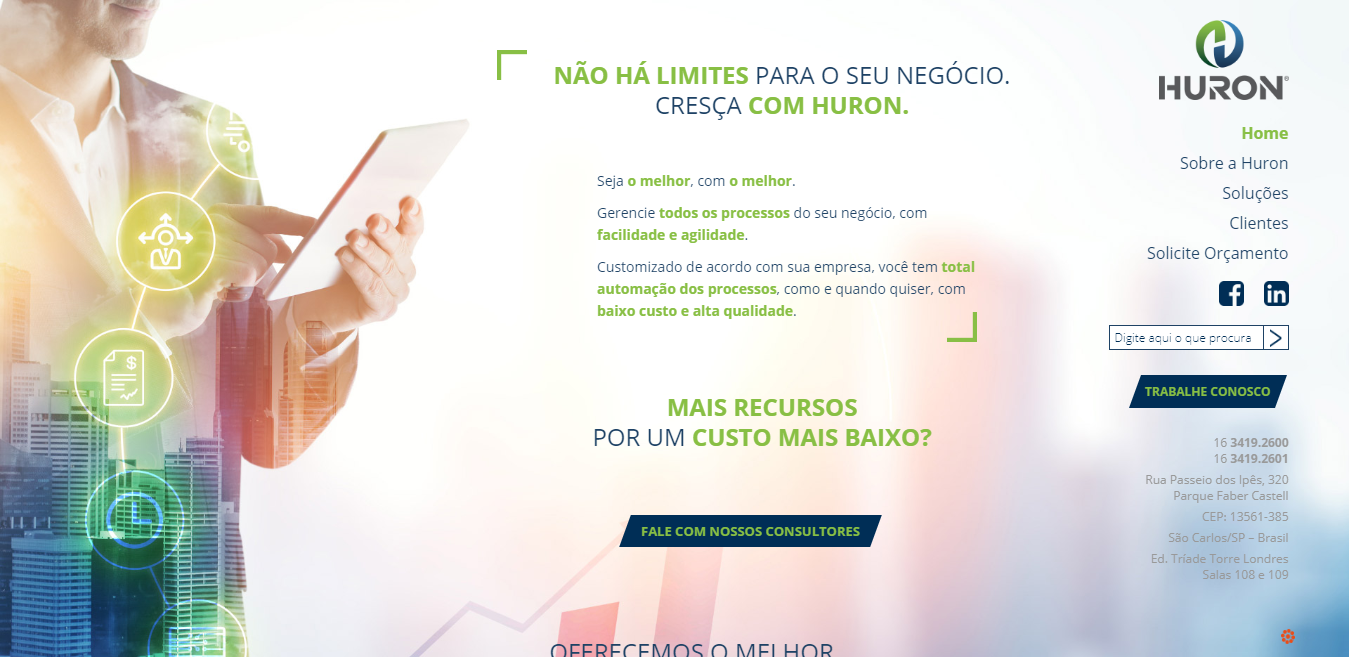 NÃO HÁ LIMITES PARA O SEU NEGÓCIO.
CRESÇA COM HURON.
Seja o melhor, com o melhor.
Gerencie todos os processos do seu negócio, com
facilidade e agilidade.
Customizado de acordo com sua empresa, você tem total
automação dos processos, como e quando quiser, com
baixo custo e alta qualidade.
MAIS RECURSOS
POR UM CUSTO MAIS BAIXO?
FALE COM NOSSOS CONSULTORES
OFERECEMOS O MELHOR
HURON®
Home
Sobre a Huron
Soluções
Clientes
Solicite Orçamento
Digite aqui o que procura
TRABALHE CONOSCO
16 3419.2600
16 3419.2601
Rua Passeio dos Ipês, 320
Parque Faber Castell
CEP: 13561-385
São Carlos/SP – Brasil
Ed. Tríade Torre Londres
Salas 108 e 109